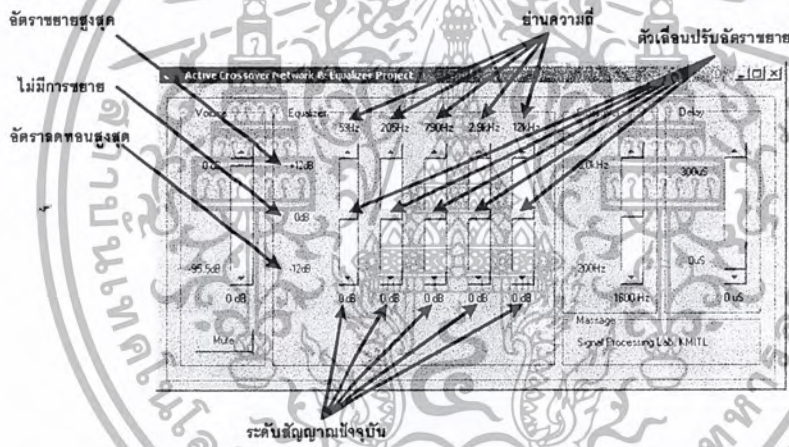 อัตราขยายสูงสุด
ย่านความถี่
ตัวเลื่อนปรับอัตราขยาย
ไม่มีการขยาย
อัตราลดทอนสูงสุด
Active Crossover Network & Equalizer Project
Equalizer
Delay
59Hz 205Hz 790Hz 2.9kHz 12kHz
+12dB
300uS
0dB
0uS
-95.5dB
-12dB
200Hz
0 dB
0 dB 0 dB 0 dB 0 dB 0 dB
1600 Hz
0 uS
Mute
Massage
Signal Processing Lab, KMITL
ระดับสัญญาณปัจจุบัน